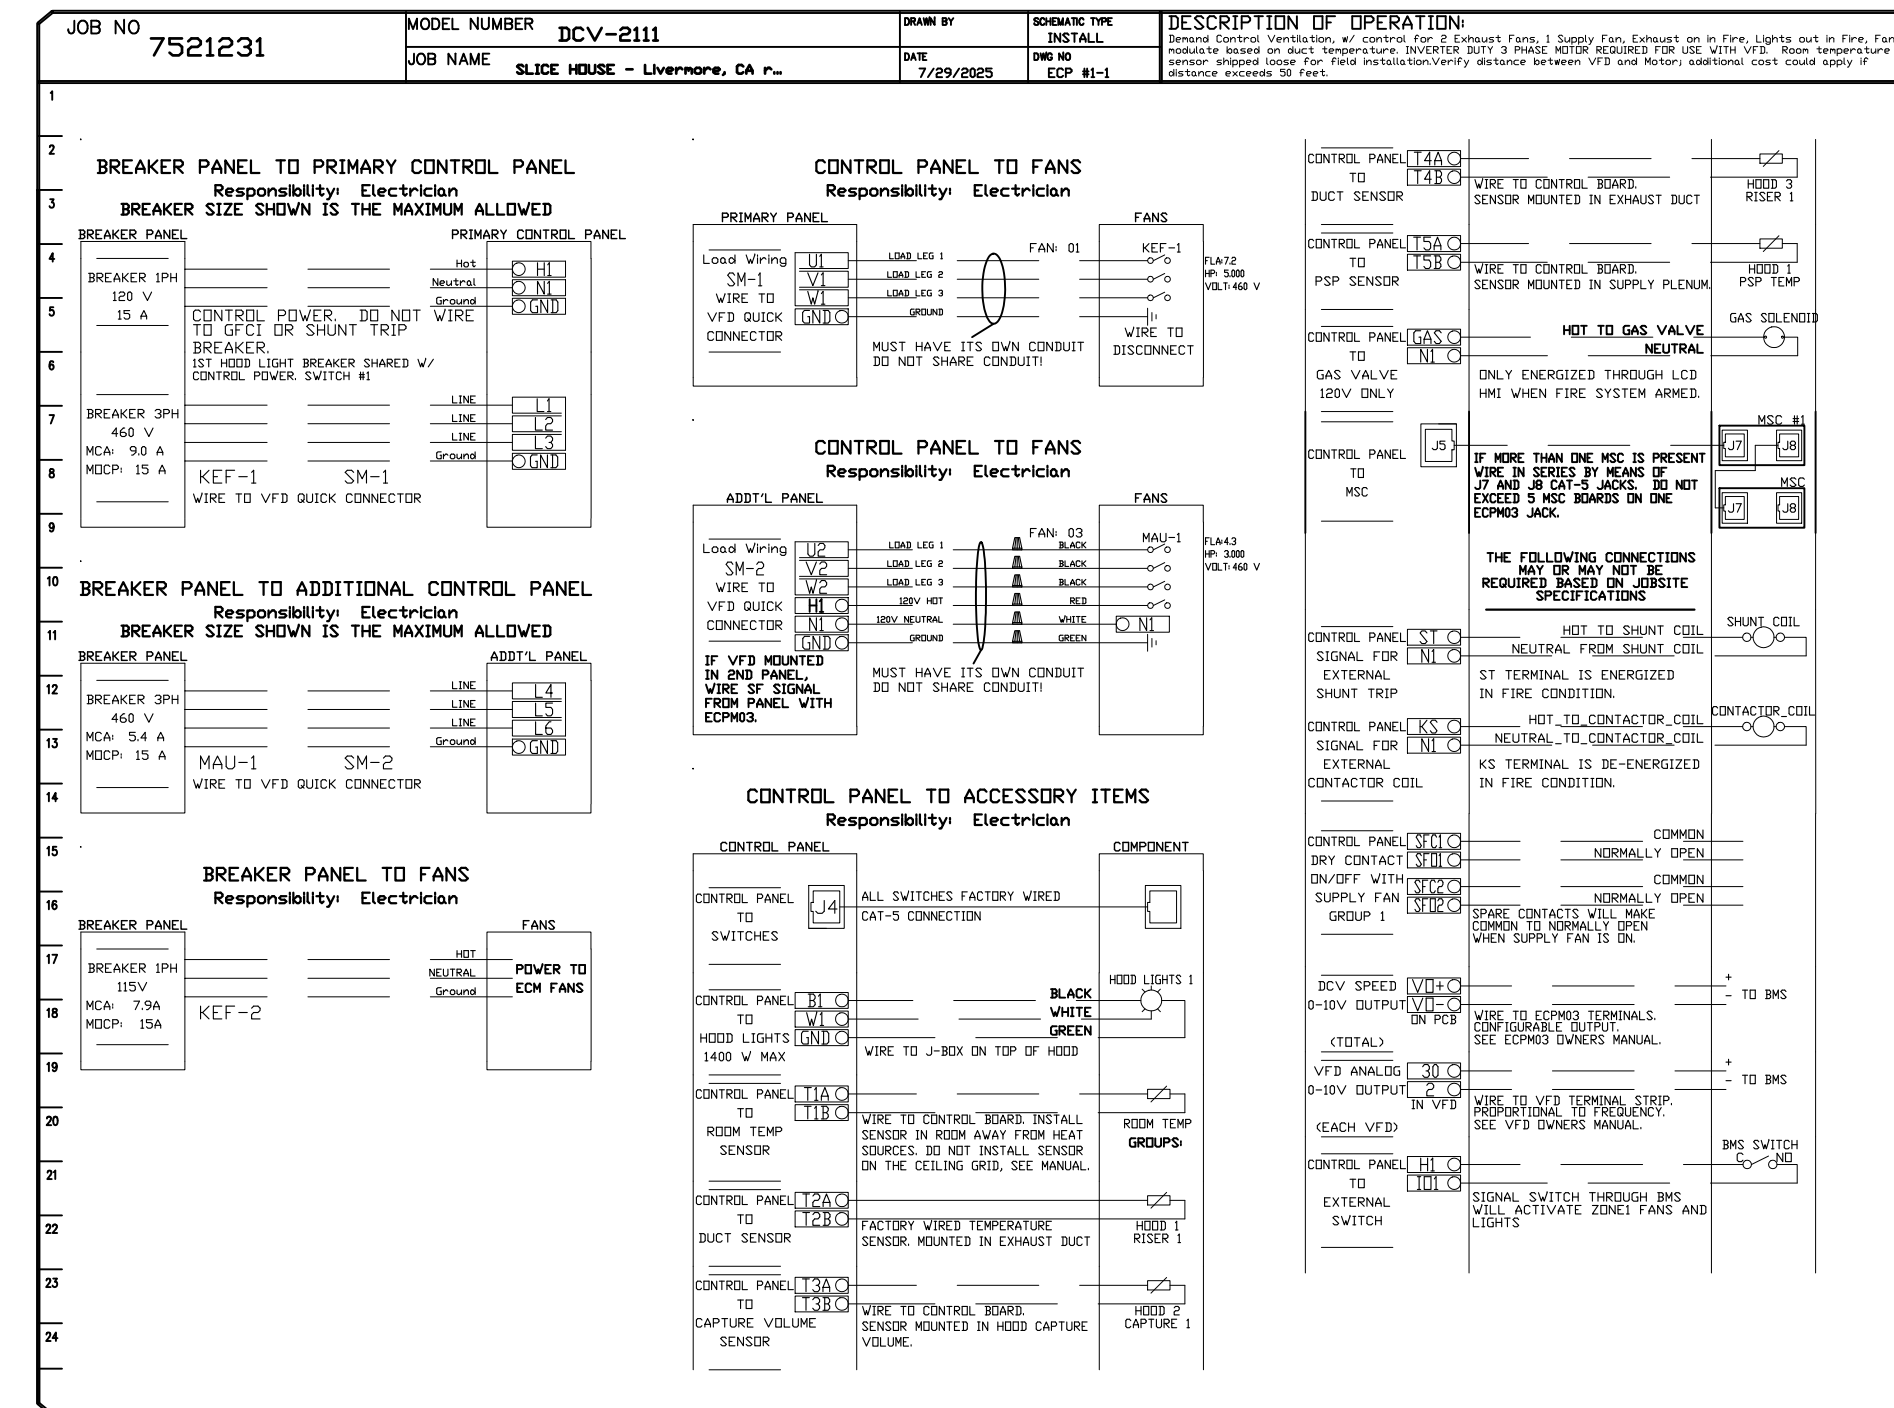 JOB NO
7521231
MODEL NUMBER DCV-2111
JOB NAME SLICE HOUSE - Livermore, CA r...
DRAWN BY
DATE
7/29/2025
SCHEMATIC TYPE
INSTALL
DWG NO
ECP #1-1
DESCRIPTION OF OPERATION:
Demand Control Ventilation, w/ control for 2 Exhaust Fans, 1 Supply Fan, Exhaust on in Fire, Lights out in Fire, Fan
modulate based on duct temperature. INVERTER DUTY 3 PHASE MOTOR REQUIRED FOR USE WITH VFD. Room temperature
sensor shipped loose for field installation.Verify distance between VFD and Motor; additional cost could apply if
distance exceeds 50 feet.
1
2
3
4
5
6
7
8
9
10
11
12
13
14
15
16
17
18
19
20
21
22
23
24
BREAKER PANEL TO PRIMARY CONTROL PANEL
Responsibility: Electrician
BREAKER SIZE SHOWN IS THE MAXIMUM ALLOWED
BREAKER PANEL
PRIMARY CONTROL PANEL
BREAKER 1PH
120 V
15 A
Hot
H1
Neutral
N1
Ground
GND
CONTROL POWER. DO NOT WIRE
TO GFCI OR SHUNT TRIP
BREAKER.
1ST HOOD LIGHT BREAKER SHARED W/
CONTROL POWER. SWITCH #1
BREAKER 3PH
460 V
MCA: 9.0 A
MOCP: 15 A
LINE
L1
LINE
L2
LINE
L3
Ground
GND
KEF-1 SM-1
WIRE TO VFD QUICK CONNECTOR
BREAKER PANEL TO ADDITIONAL CONTROL PANEL
Responsibility: Electrician
BREAKER SIZE SHOWN IS THE MAXIMUM ALLOWED
BREAKER PANEL
ADDT'L PANEL
BREAKER 3PH
460 V
MCA: 5.4 A
MOCP: 15 A
LINE
L4
LINE
L5
LINE
L6
Ground
GND
MAU-1 SM-2
WIRE TO VFD QUICK CONNECTOR
BREAKER PANEL TO FANS
Responsibility: Electrician
BREAKER PANEL
FANS
BREAKER 1PH
115V
MCA: 7.9A
MOCP: 15A
HOT
NEUTRAL
Ground
POWER TO
ECM FANS
KEF-2
CONTROL PANEL TO FANS
Responsibility: Electrician
PRIMARY PANEL
FANS
Load Wiring
SM-1
WIRE TO
VFD QUICK
CONNECTOR
U1
V1
W1
GND
LOAD LEG 1
LOAD LEG 2
LOAD LEG 3
GROUND
FAN: 01
KEF-1
FLA:7.2
HP: 5.000
VOLT: 460 V
MUST HAVE ITS OWN CONDUIT
DO NOT SHARE CONDUIT!
WIRE TO
DISCONNECT
CONTROL PANEL TO FANS
Responsibility: Electrician
ADDT'L PANEL
FANS
Load Wiring
SM-2
WIRE TO
VFD QUICK
CONNECTOR
U2
V2
W2
H1
N1
GND
LOAD LEG 1
LOAD LEG 2
LOAD LEG 3
120V HOT
120V NEUTRAL
GROUND
FAN: 03
BLACK
BLACK
BLACK
RED
WHITE
GREEN
MAU-1
N1
FLA:4.3
HP: 3.000
VOLT: 460 V
IF VFD MOUNTED
IN 2ND PANEL,
WIRE SF SIGNAL
FROM PANEL WITH
ECPM03.
MUST HAVE ITS OWN CONDUIT
DO NOT SHARE CONDUIT!
CONTROL PANEL TO ACCESSORY ITEMS
Responsibility: Electrician
CONTROL PANEL
COMPONENT
CONTROL PANEL
TO
SWITCHES
J4
ALL SWITCHES FACTORY WIRED
CAT-5 CONNECTION
CONTROL PANEL
TO
HOOD LIGHTS
1400 W MAX
B1
W1
GND
BLACK
WHITE
GREEN
HOOD LIGHTS 1
WIRE TO J-BOX ON TOP OF HOOD
CONTROL PANEL
TO
ROOM TEMP
SENSOR
T1A
T1B
WIRE TO CONTROL BOARD. INSTALL
SENSOR IN ROOM AWAY FROM HEAT
SOURCES. DO NOT INSTALL SENSOR
ON THE CEILING GRID, SEE MANUAL.
ROOM TEMP
GROUPS:
CONTROL PANEL
TO
DUCT SENSOR
T2A
T2B
FACTORY WIRED TEMPERATURE
SENSOR. MOUNTED IN EXHAUST DUCT
HOOD 1
RISER 1
CONTROL PANEL
TO
CAPTURE VOLUME
SENSOR
T3A
T3B
WIRE TO CONTROL BOARD.
SENSOR MOUNTED IN HOOD CAPTURE
VOLUME.
HOOD 2
CAPTURE 1
CONTROL PANEL
TO
DUCT SENSOR
T4A
T4B
WIRE TO CONTROL BOARD.
SENSOR MOUNTED IN EXHAUST DUCT
HOOD 3
RISER 1
CONTROL PANEL
TO
PSP SENSOR
T5A
T5B
WIRE TO CONTROL BOARD.
SENSOR MOUNTED IN SUPPLY PLENUM.
HOOD 1
PSP TEMP
CONTROL PANEL
TO
GAS VALVE
120V ONLY
GAS
N1
HOT TO GAS VALVE
NEUTRAL
GAS SOLENOID
ONLY ENERGIZED THROUGH LCD
HMI WHEN FIRE SYSTEM ARMED.
CONTROL PANEL
TO
MSC
J5
MSC #1
J7 J8
MSC
J7 J8
IF MORE THAN ONE MSC IS PRESENT
WIRE IN SERIES BY MEANS OF
J7 AND J8 CAT-5 JACKS. DO NOT
EXCEED 5 MSC BOARDS ON ONE
ECPM03 JACK.
THE FOLLOWING CONNECTIONS
MAY OR MAY NOT BE
REQUIRED BASED ON JOBSITE
SPECIFICATIONS
CONTROL PANEL
SIGNAL FOR
EXTERNAL
SHUNT TRIP
ST
N1
HOT TO SHUNT COIL
NEUTRAL FROM SHUNT COIL
SHUNT COIL
ST TERMINAL IS ENERGIZED
IN FIRE CONDITION.
CONTROL PANEL
SIGNAL FOR
EXTERNAL
CONTACTOR COIL
KS
N1
HOT_TO_CONTACTOR_COIL
NEUTRAL_TO_CONTACTOR_COIL
CONTACTOR_COIL
KS TERMINAL IS DE-ENERGIZED
IN FIRE CONDITION.
CONTROL PANEL
DRY CONTACT
ON/OFF WITH
SUPPLY FAN
GROUP 1
SFC1
SFO1
SFC2
SFO2
COMMON
NORMALLY OPEN
COMMON
NORMALLY OPEN
SPARE CONTACTS WILL MAKE
COMMON TO NORMALLY OPEN
WHEN SUPPLY FAN IS ON.
DCV SPEED
0-10V OUTPUT
(TOTAL)
VO+
VO-
ON PCB
+
- TO BMS
WIRE TO ECPM03 TERMINALS.
CONFIGURABLE OUTPUT.
SEE ECPM03 OWNERS MANUAL.
VFD ANALOG
0-10V OUTPUT
(EACH VFD)
30
2
IN VFD
+
- TO BMS
WIRE TO VFD TERMINAL STRIP.
PROPORTIONAL TO FREQUENCY.
SEE VFD OWNERS MANUAL.
CONTROL PANEL
TO
EXTERNAL
SWITCH
H1
IO1
BMS SWITCH
C NO
SIGNAL SWITCH THROUGH BMS
WILL ACTIVATE ZONE1 FANS AND
LIGHTS